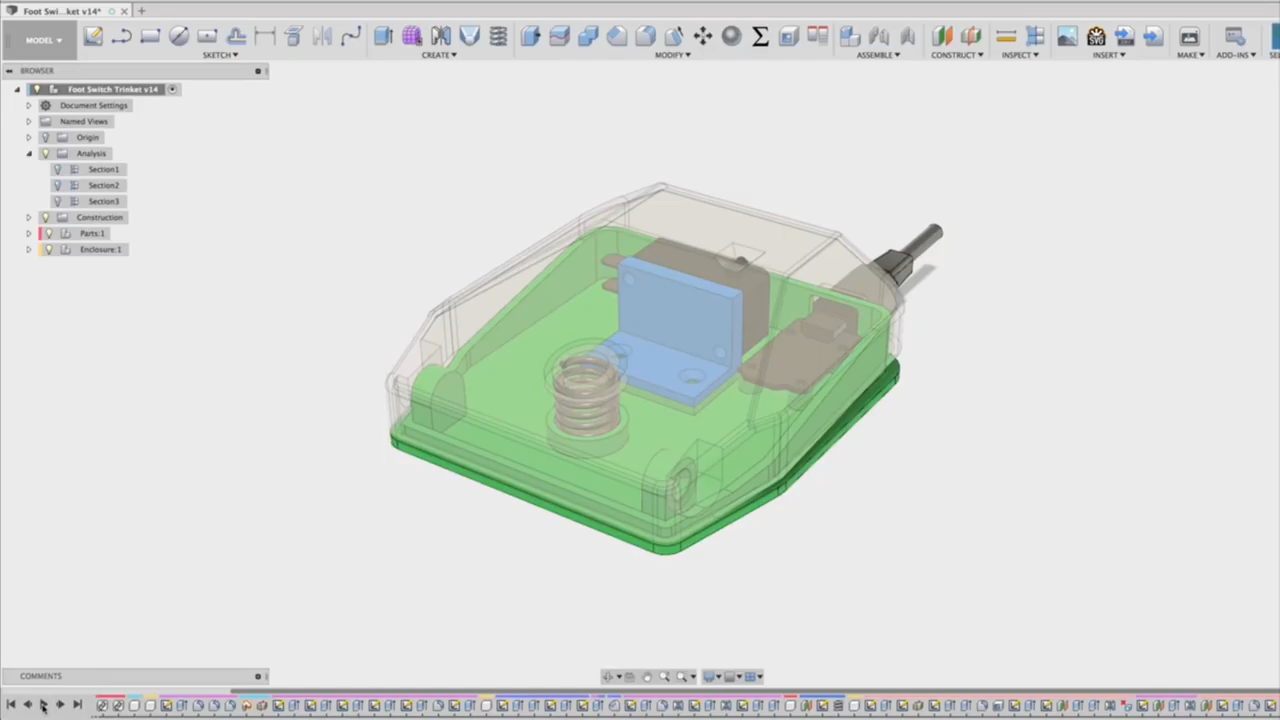 Foot Swi...ket v14*
MODEL
SKETCH
CREATE
MODIFY
ASSEMBLE
CONSTRUCT
INSPECT
INSERT
MAKE
ADD-INS
BROWSER
Foot Switch Trinket v14
Document Settings
Named Views
Origin
Analysis
Section1
Section2
Section3
Construction
Parts:1
Enclosure:1
COMMENTS